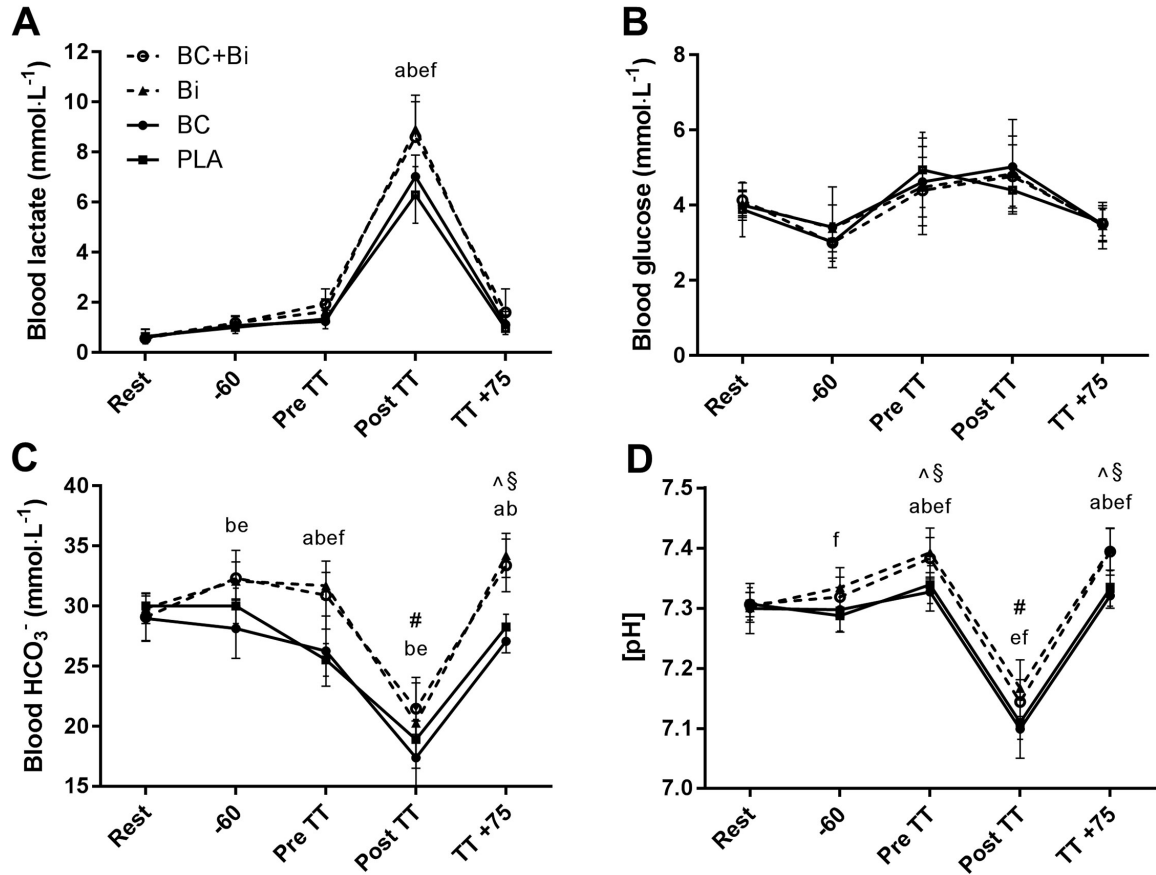 A
Blood lactate (mmol·L⁻¹)
12
10
8
6
4
2
0
BC+Bi
Bi
BC
PLA
abef
Rest
-60
Pre TT
Post TT
TT +75
B
Blood glucose (mmol·L⁻¹)
8
6
4
2
0
Rest
-60
Pre TT
Post TT
TT +75
C
Blood HCO₃⁻ (mmol·L⁻¹)
40
35
30
25
20
15
be
abef
#
be
^ §
ab
Rest
-60
Pre TT
Post TT
TT +75
D
[pH]
7.5
7.4
7.3
7.2
7.1
7.0
f
^ §
abef
#
ef
^ §
abef
Rest
-60
Pre TT
Post TT
TT +75